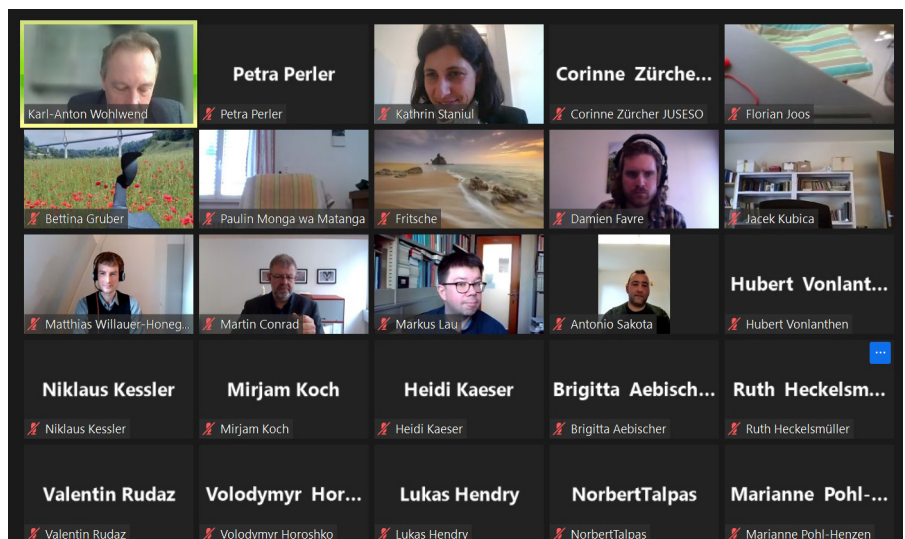 Karl-Anton Wohlwend
Petra Perler
Petra Perler
Kathrin Staniul
Corinne Zürche...
Corinne Zürcher JUSESO
Florian Joos
Bettina Gruber
Paulin Monga wa Matanga
Fritsche
Damien Favre
Jacek Kubica
Matthias Willauer-Honeg...
Martin Conrad
Markus Lau
Antonio Sakota
Hubert Vonlant...
Hubert Vonlanthen
Niklaus Kessler
Niklaus Kessler
Mirjam Koch
Mirjam Koch
Heidi Kaeser
Heidi Kaeser
Brigitta Aebisch...
Brigitta Aebischer
Ruth Heckelsm...
Ruth Heckelsmüller
Valentin Rudaz
Valentin Rudaz
Volodymyr Hor...
Volodymyr Horoshko
Lukas Hendry
Lukas Hendry
NorbertTalpas
NorbertTalpas
Marianne Pohl-...
Marianne Pohl-Henzen